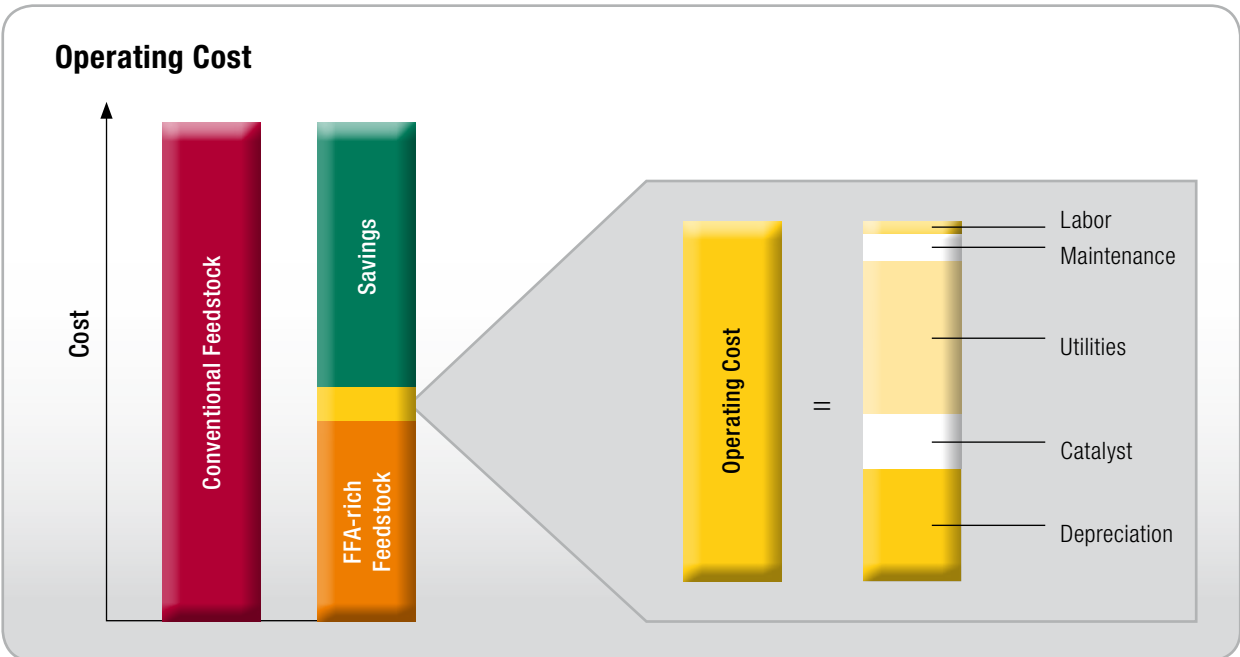 Operating Cost
Cost
Conventional Feedstock
Savings
FFA-rich
Feedstock
Operating Cost
=
Labor
Maintenance
Utilities
Catalyst
Depreciation